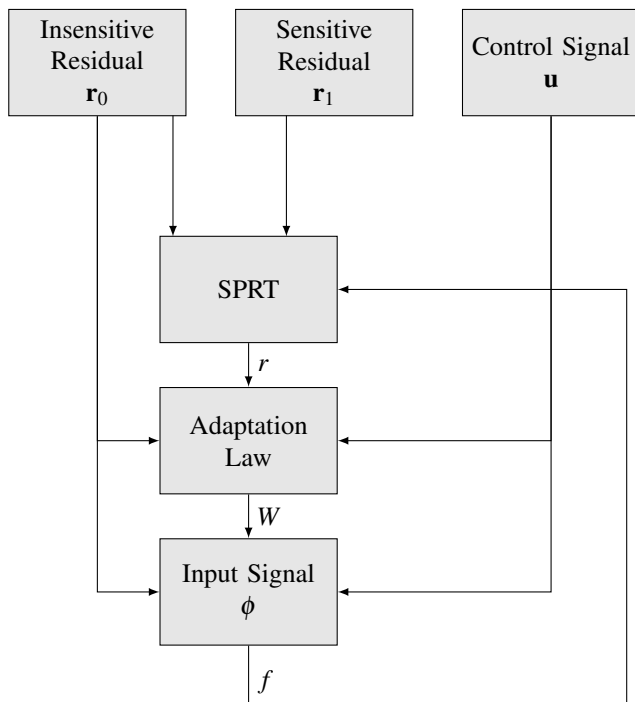 Insensitive
Residual
r₀
Sensitive
Residual
r₁
Control Signal
u
SPRT
r
Adaptation
Law
W
Input Signal
ϕ
f